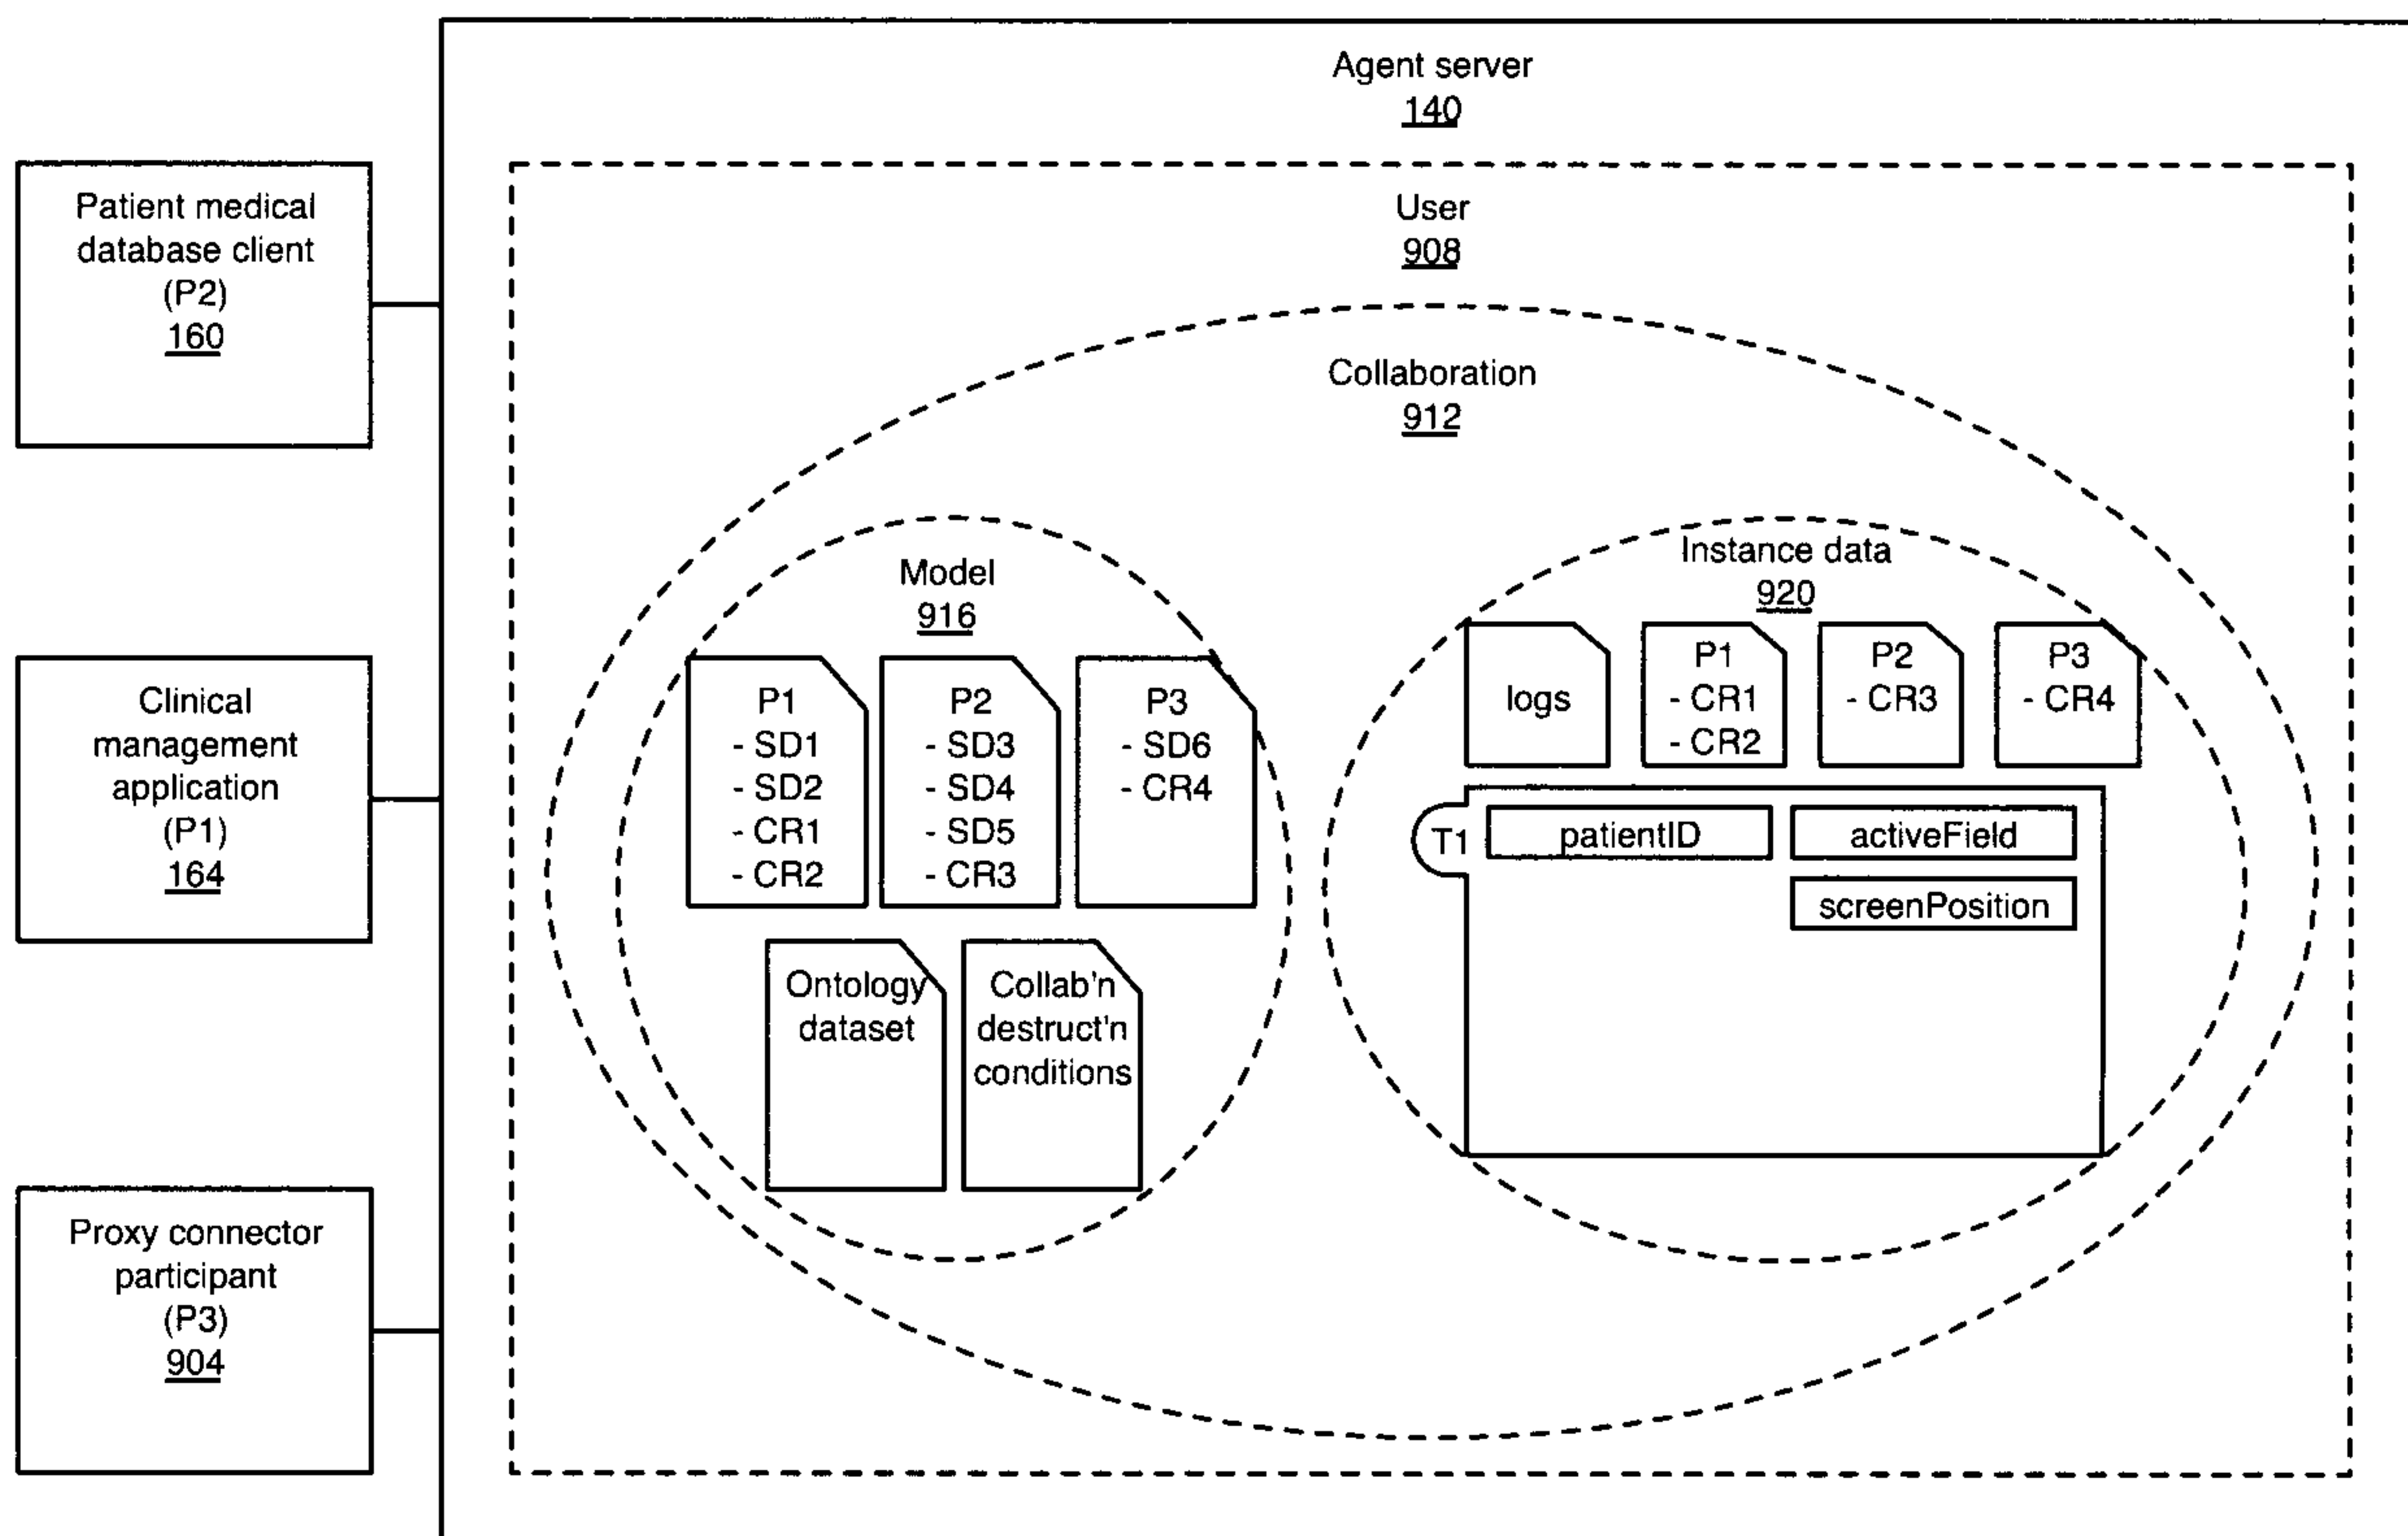 Agent server
140
Patient medical
database client
(P2)
160
Clinical
management
application
(P1)
164
Proxy connector
participant
(P3)
904
User
908
Collaboration
912
Model
916
P1
- SD1
- SD2
- CR1
- CR2
P2
- SD3
- SD4
- SD5
- CR3
P3
- SD6
- CR4
Ontology
dataset
Collab'n
destruct'n
conditions
Instance data
920
logs
P1
- CR1
- CR2
P2
- CR3
P3
- CR4
T1
patientID
activeField
screenPosition